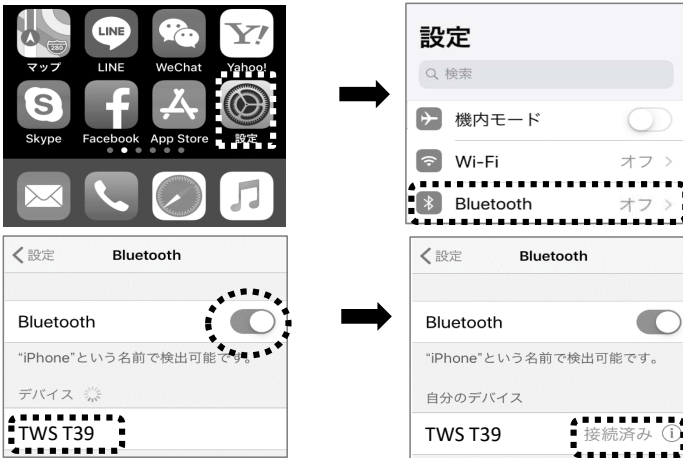 280
LINE
Y!
マップ LINE WeChat Yahoo!
S f
Skype Facebook App Store 設定
設定
検索
機内モード
Wi-Fi オフ >
Bluetooth オフ >
設定 Bluetooth
Bluetooth
“iPhone”という名前で検出可能です。
デバイス
TWS T39
設定 Bluetooth
Bluetooth
“iPhone”という名前で検出可能です。
自分のデバイス
TWS T39 接続済み i